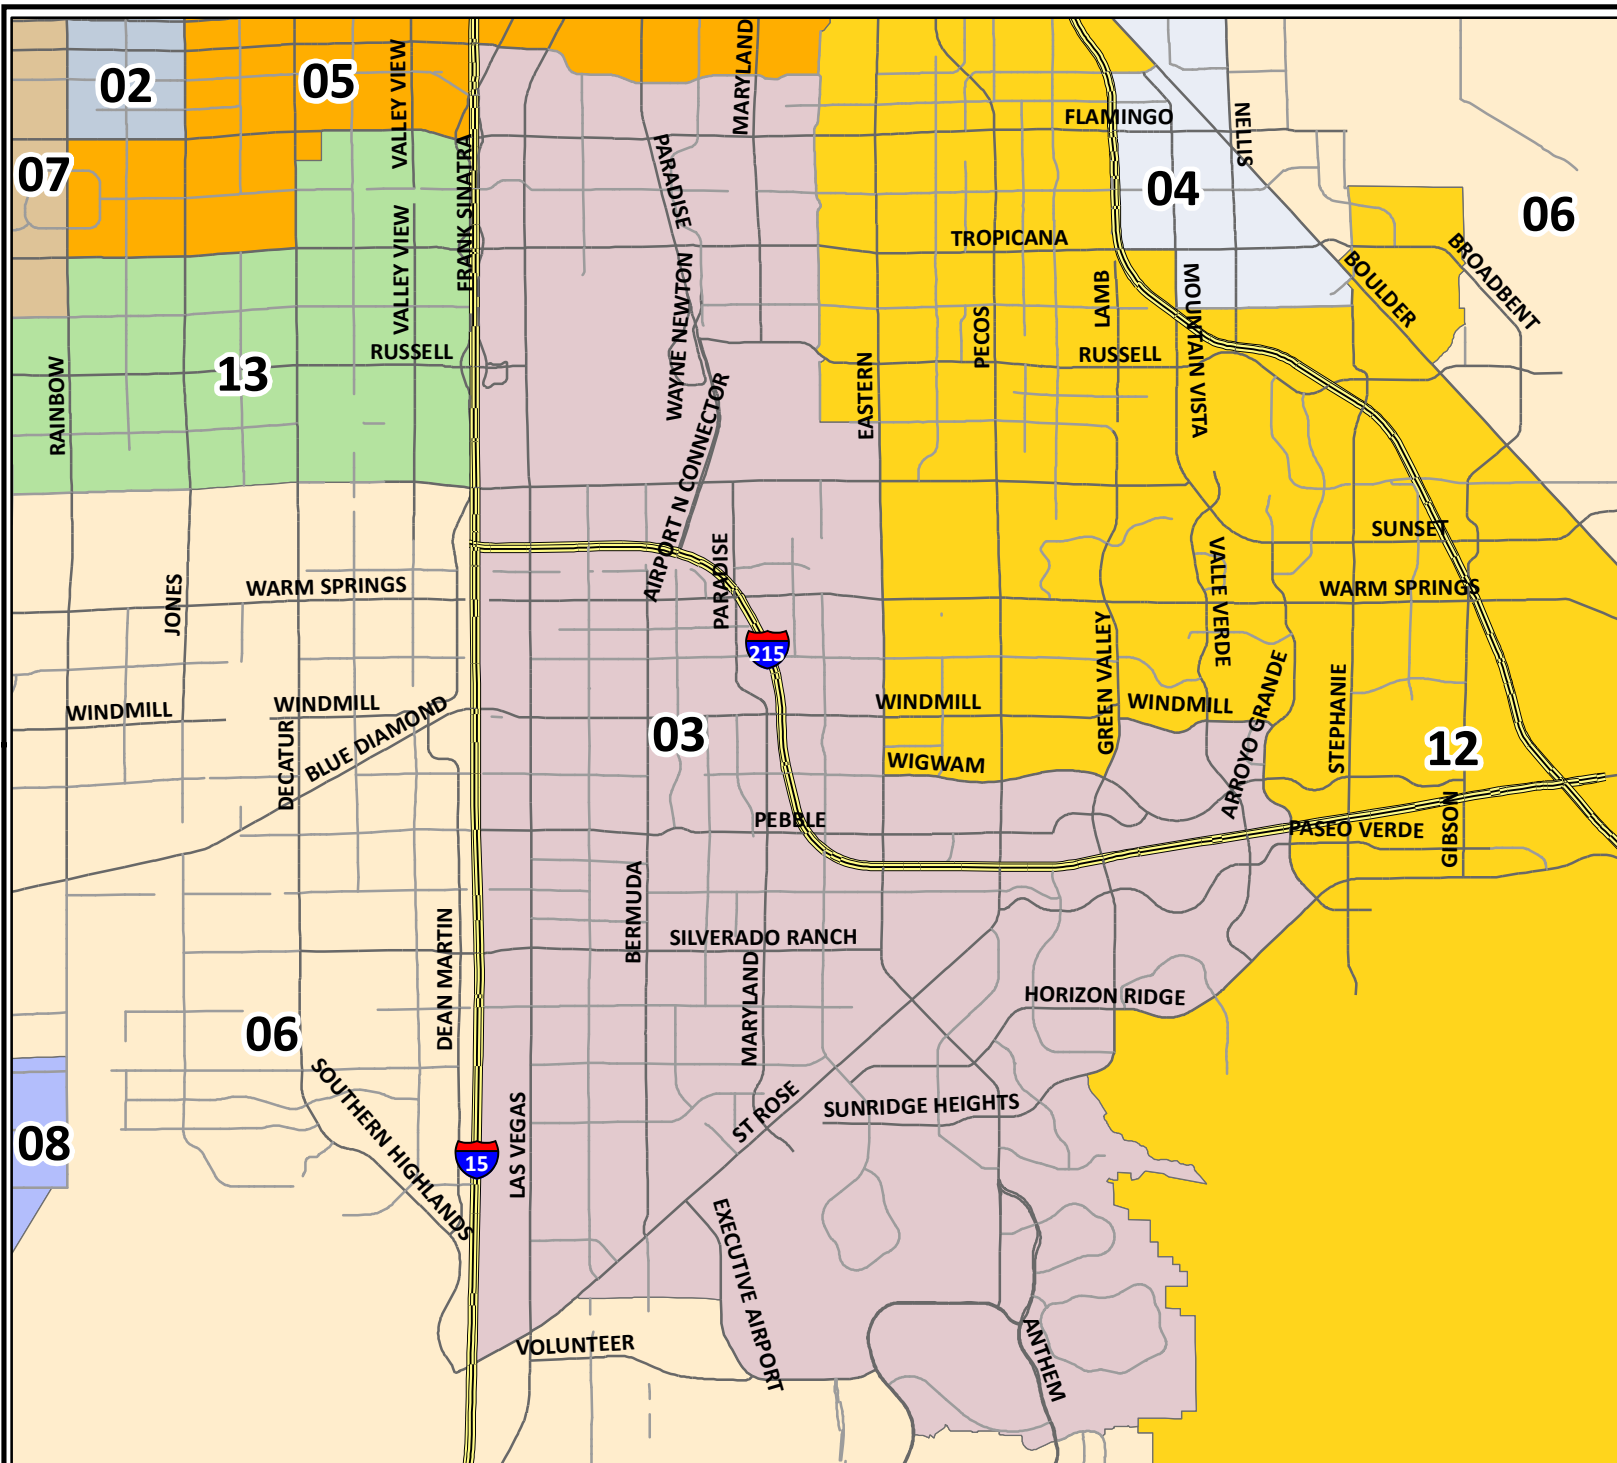 02
05
VALLEY VIEW
MARYLAND
FLAMINGO
NELLIS
07
FRANK SINATRA
PARADISE
04
06
VALLEY VIEW
TROPICANA
BROADBENT
BOULDER
WAYNE NEWTON
LAMB
MOUNTAIN VISTA
PECOS
RUSSELL
RUSSELL
13
RAINBOW
EASTERN
AIRPORT N CONNECTOR
SUNSET
PARADISE
VALLE VERDE
WARM SPRINGS
WARM SPRINGS
JONES
GREEN VALLEY
215
ARROYO GRANDE
STEPHANIE
WINDMILL
WINDMILL
WINDMILL
WINDMILL
DECATUR
BLUE DIAMOND
03
12
WIGWAM
PEBBLE
PASEO VERDE
GIBSON
BERMUDA
DEAN MARTIN
SILVERADO RANCH
MARYLAND
HORIZON RIDGE
06
SOUTHERN HIGHLANDS
ST ROSE
SUNRIDGE HEIGHTS
08
LAS VEGAS
15
EXECUTIVE AIRPORT
VOLUNTEER
ANTHEM